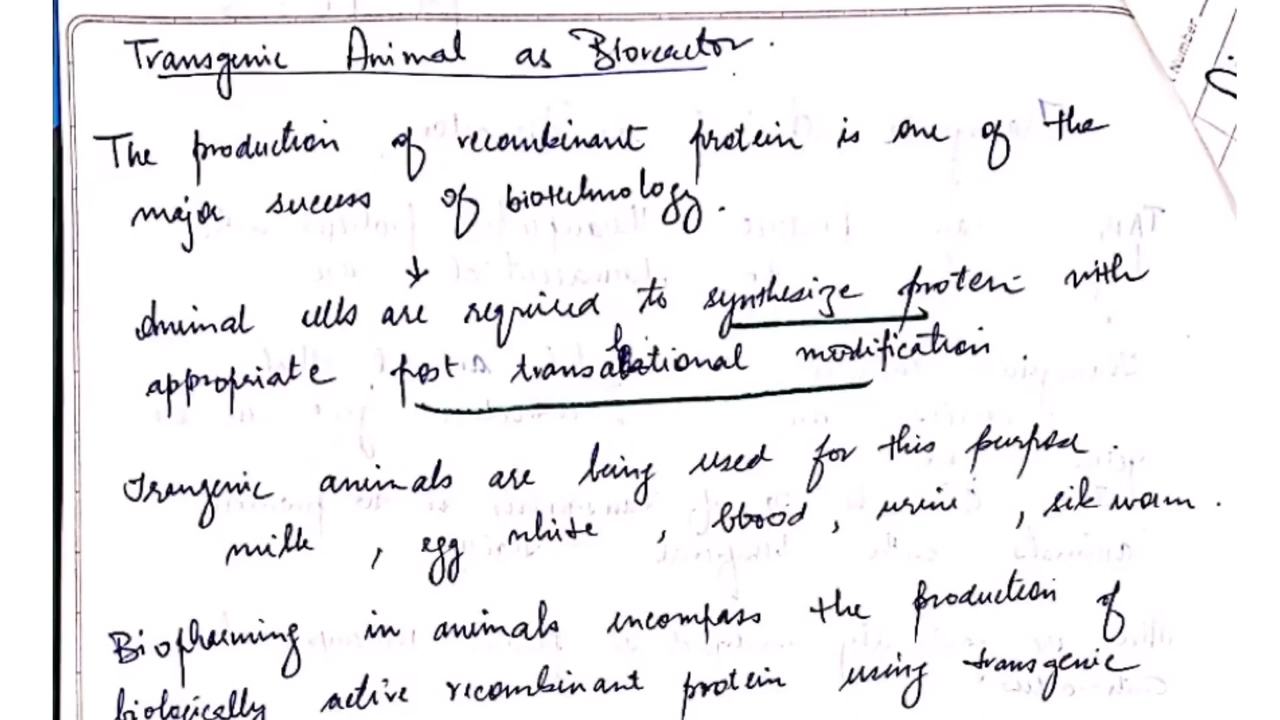 Transgenic Animal as Bioreactor.
The production of recombinant protein is one of the
major success of biotechnology.
↓
Animal cells are required to synthesize protein with
appropriate post translational modification.
Transgenic animals are being used for this purpose.
milk, egg white, blood, urine, silk worm.
Biopharming in animals encompass the production of
biologically active recombinant protein using transgenic
Number